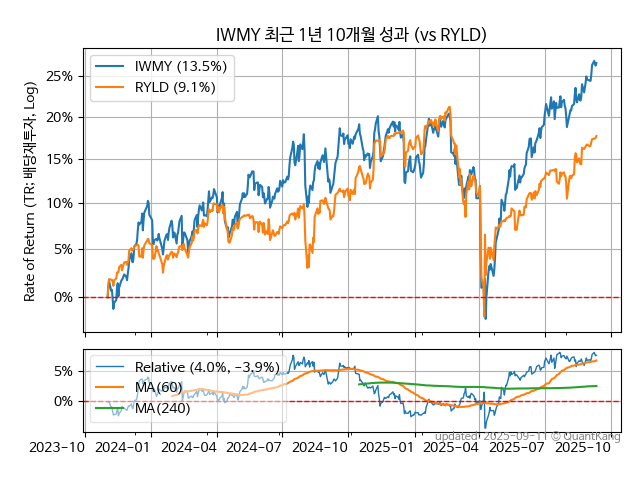 IWMY 최근 1년 10개월 성과 (vs RYLD)
Rate of Return (TR: 배당재투자, Log)
25%
20%
15%
10%
5%
0%
IWMY (13.5%)
RYLD (9.1%)
5%
0%
Relative (4.0%, -3.9%)
MA(60)
MA(240)
updated: 2025-09-11 © QuantKang
2023-10 2024-01 2024-04 2024-07 2024-10 2025-01 2025-04 2025-07 2025-10